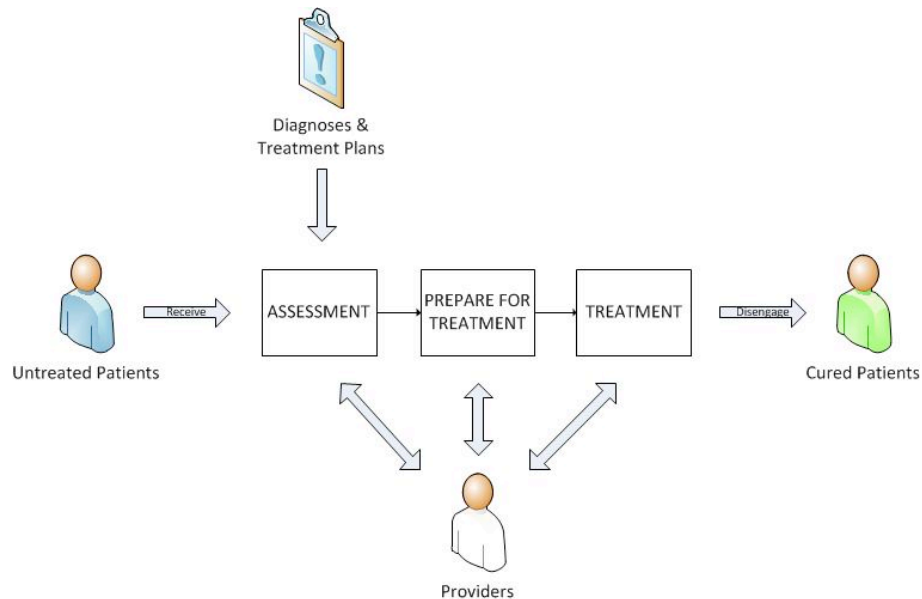 Diagnoses &
Treatment Plans
Receive
ASSESSMENT
PREPARE FOR
TREATMENT
TREATMENT
Disengage
Untreated Patients
Cured Patients
Providers